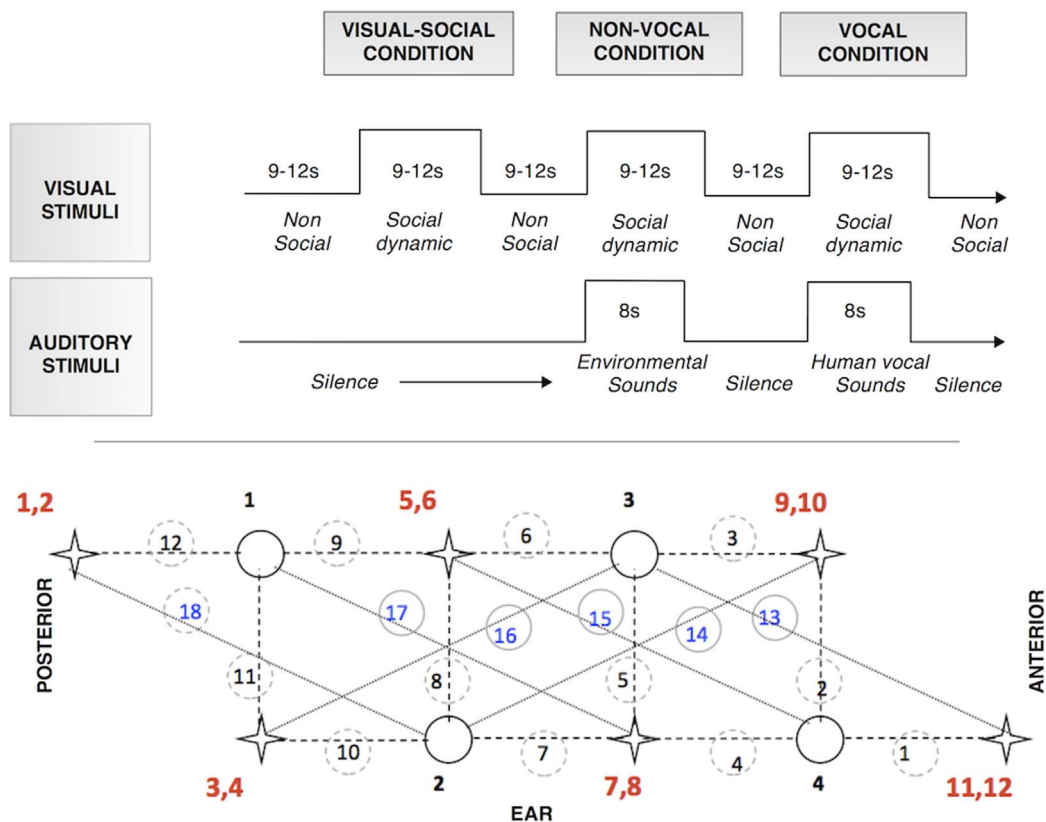 VISUAL-SOCIAL
CONDITION
NON-VOCAL
CONDITION
VOCAL
CONDITION
VISUAL
STIMULI
9-12s
9-12s
9-12s
9-12s
9-12s
9-12s
Non
Social
Social
dynamic
Non
Social
Social
dynamic
Non
Social
Social
dynamic
Non
Social
AUDITORY
STIMULI
8s
8s
Silence
Environmental
Sounds
Silence
Human vocal
Sounds
Silence
1,2
1
5,6
3
9,10
12
9
6
3
POSTERIOR
18
17
16
15
14
13
ANTERIOR
11
8
5
2
10
7
4
1
3,4
2
7,8
4
11,12
EAR